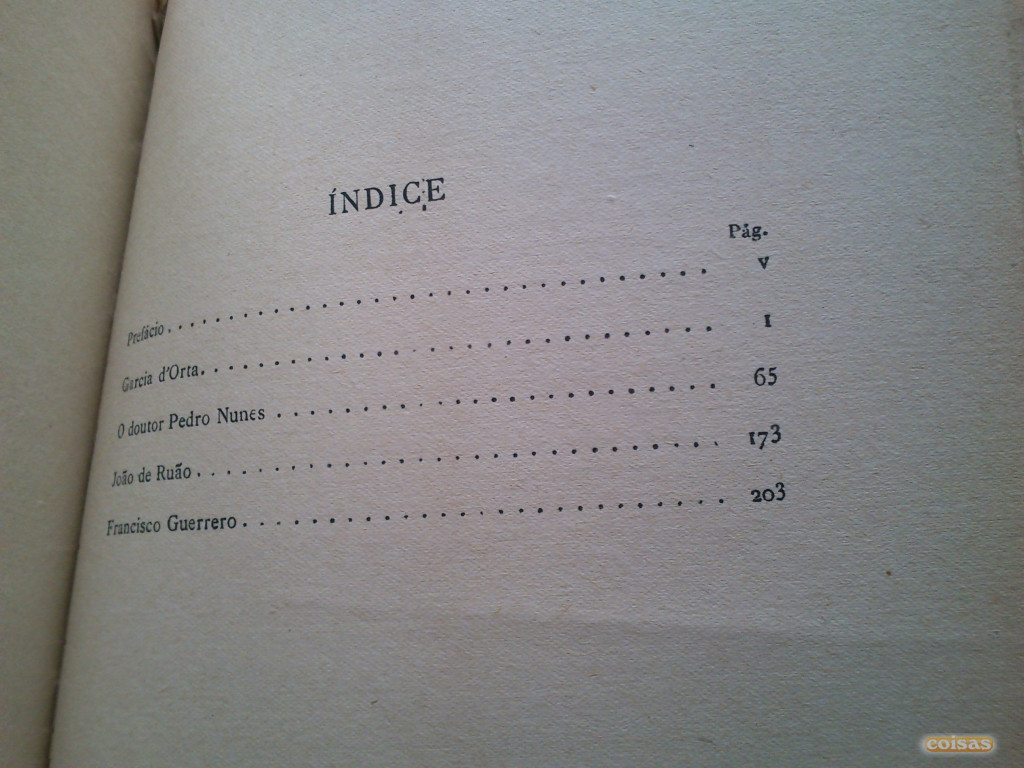 ÍNDICE
Pág.
Prefácio . . . . . . . . . . . . . . . . . . . . . . . . . . . . . . . v
Garcia d'Orta. . . . . . . . . . . . . . . . . . . . . . . . . . . . . 1
O doutor Pedro Nunes . . . . . . . . . . . . . . . . . . . . . . . . . 65
João de Ruão . . . . . . . . . . . . . . . . . . . . . . . . . . . . . 173
Francisco Guerrero . . . . . . . . . . . . . . . . . . . . . . . . . . 203
coisas